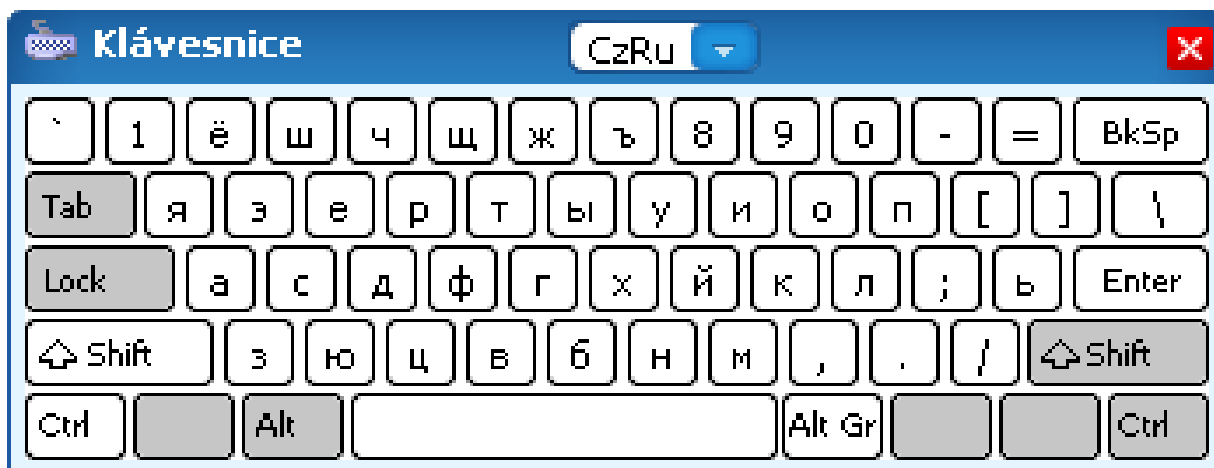 Klávesnice CzRu
` 1 ё ш ч щ ж ъ 8 9 0 - = BkSp
Tab я э е р т ы у и о п [ ] \
Lock а с д ф г х й к л ; ь Enter
Shift з ю ц в б н м , . / Shift
Ctrl Alt Alt Gr Ctrl